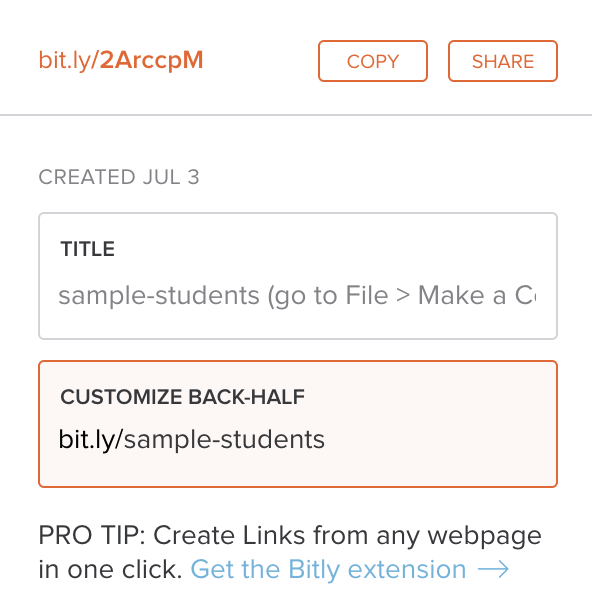 bit.ly/2ArccpM
COPY
SHARE
CREATED JUL 3
TITLE
sample-students (go to File > Make a C
CUSTOMIZE BACK-HALF
bit.ly/sample-students
PRO TIP: Create Links from any webpage
in one click. Get the Bitly extension →